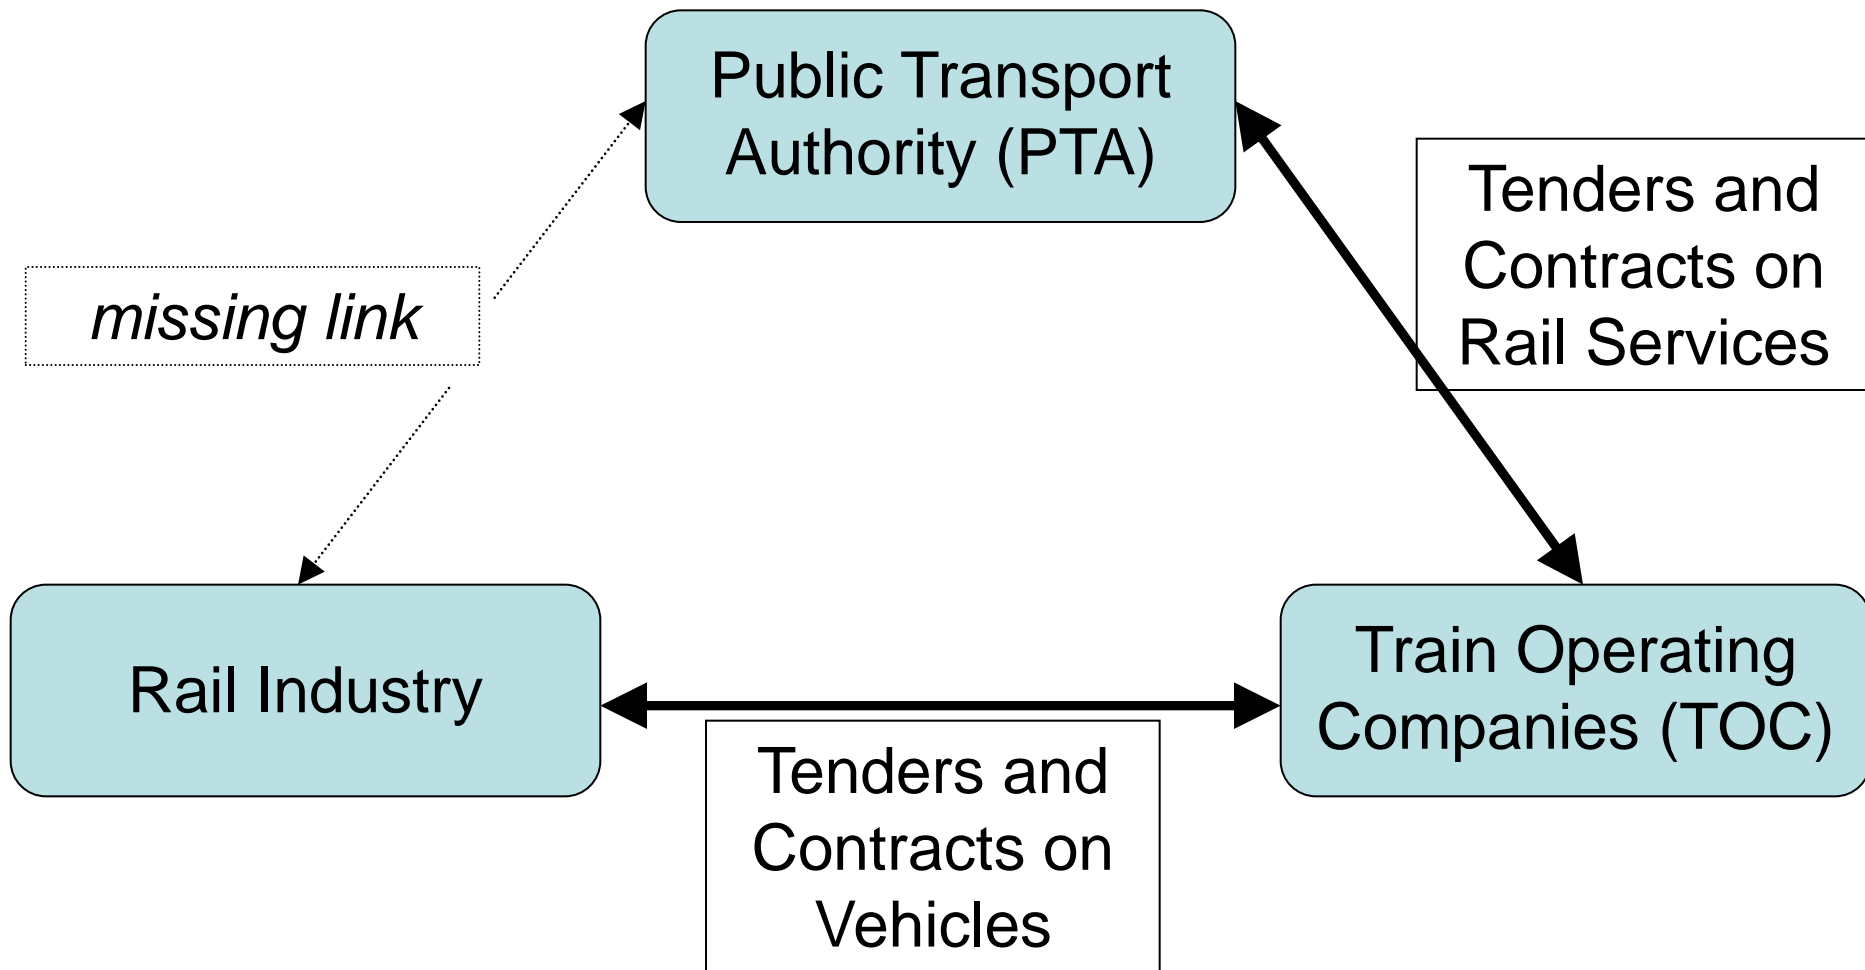 Public Transport
Authority (PTA)
Tenders and
Contracts on
Rail Services
missing link
Rail Industry
Train Operating
Companies (TOC)
Tenders and
Contracts on
Vehicles